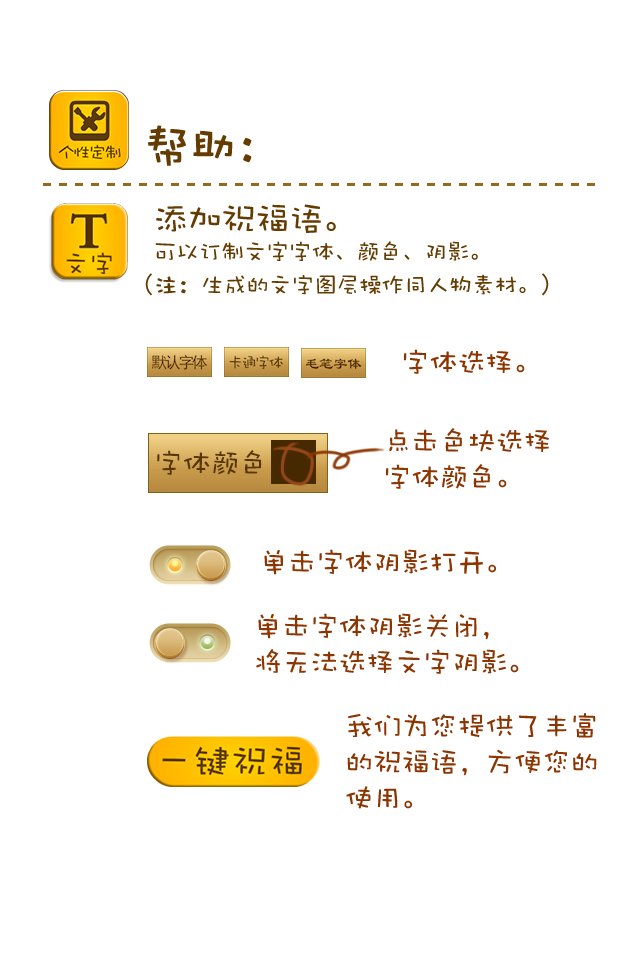 个性定制
帮助：
T
文字
添加祝福语。
可以订制文字字体、颜色、阴影。
（注：生成的文字图层操作同人物素材。）
默认字体 卡通字体 毛笔字体 字体选择。
字体颜色
点击色块选择
字体颜色。
单击字体阴影打开。
单击字体阴影关闭，
将无法选择文字阴影。
一键祝福
我们为您提供了丰富
的祝福语，方便您的
使用。